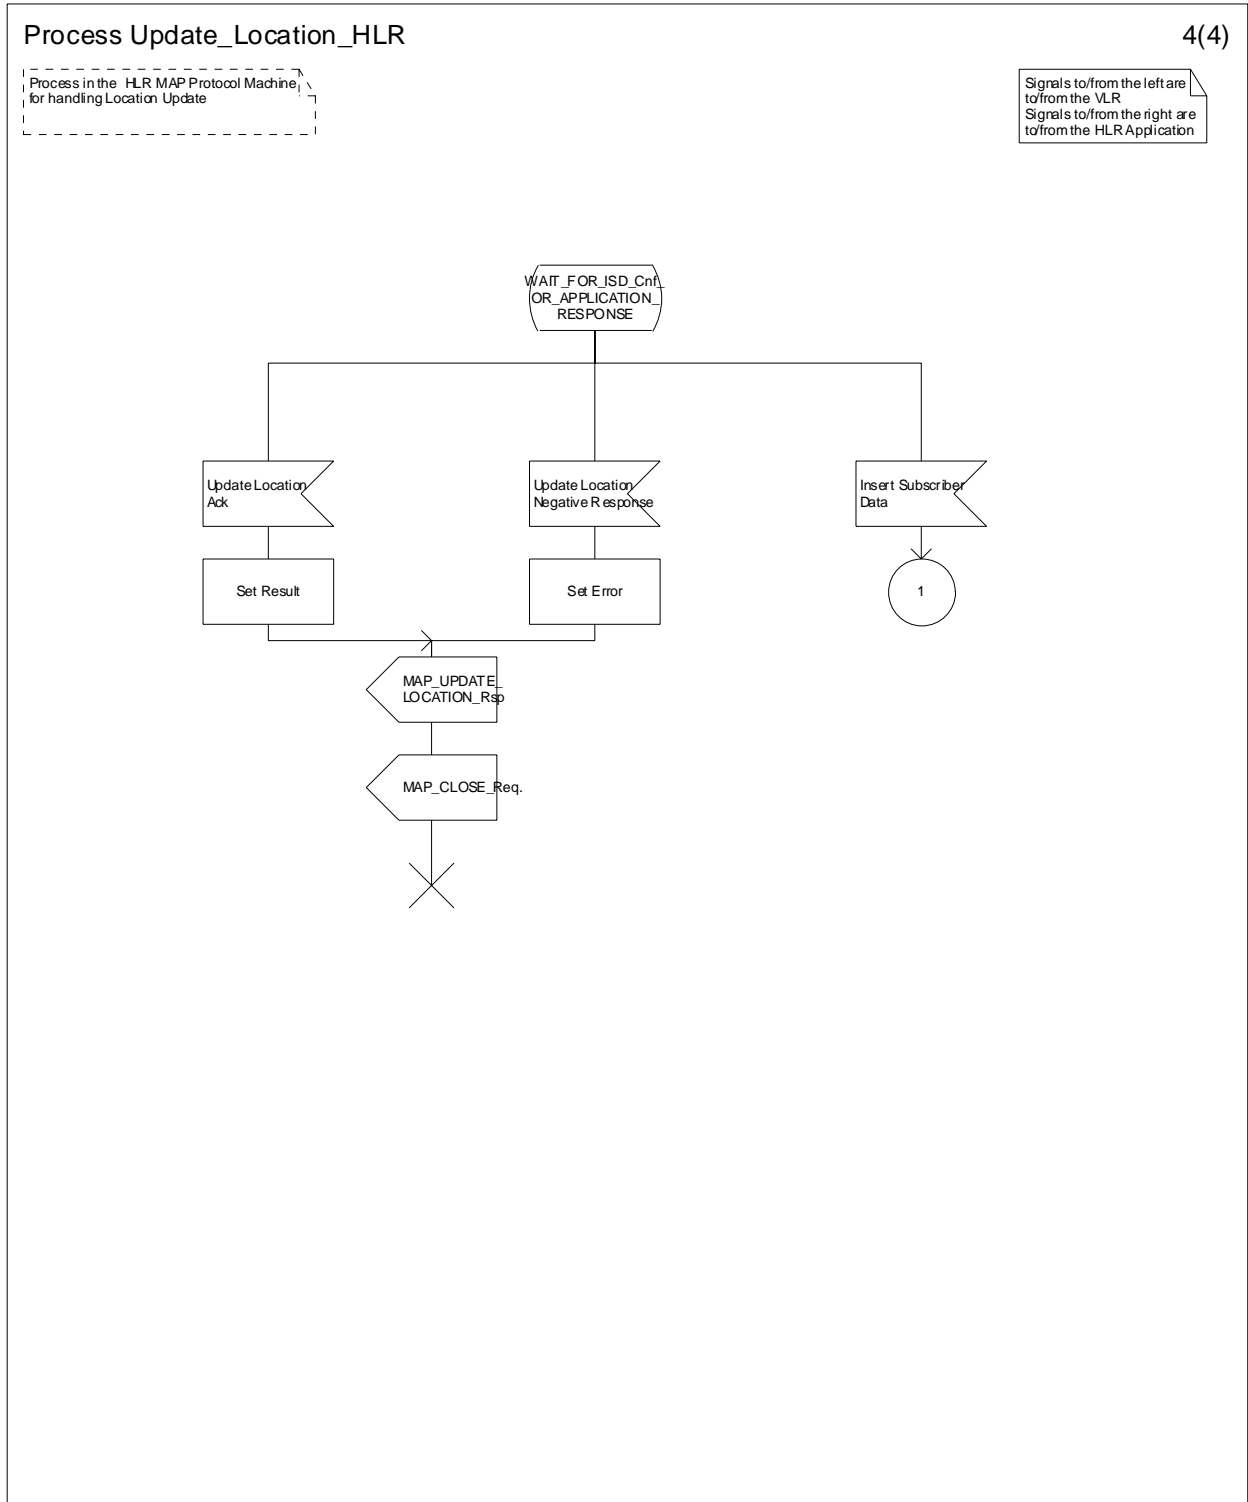 Process Update_Location_HLR
4(4)
Process in the HLR MAP Protocol Machine
for handling Location Update
Signals to/from the left are
to/from the VLR
Signals to/from the right are
to/from the HLR Application
WAIT_FOR_ISD_Cnf_
OR_APPLICATION_
RESPONSE
Update Location
Ack
Update Location
Negative Response
Insert Subscriber
Data
Set Result
Set Error
1
MAP_UPDATE_
LOCATION_Rsp
MAP_CLOSE_Req.